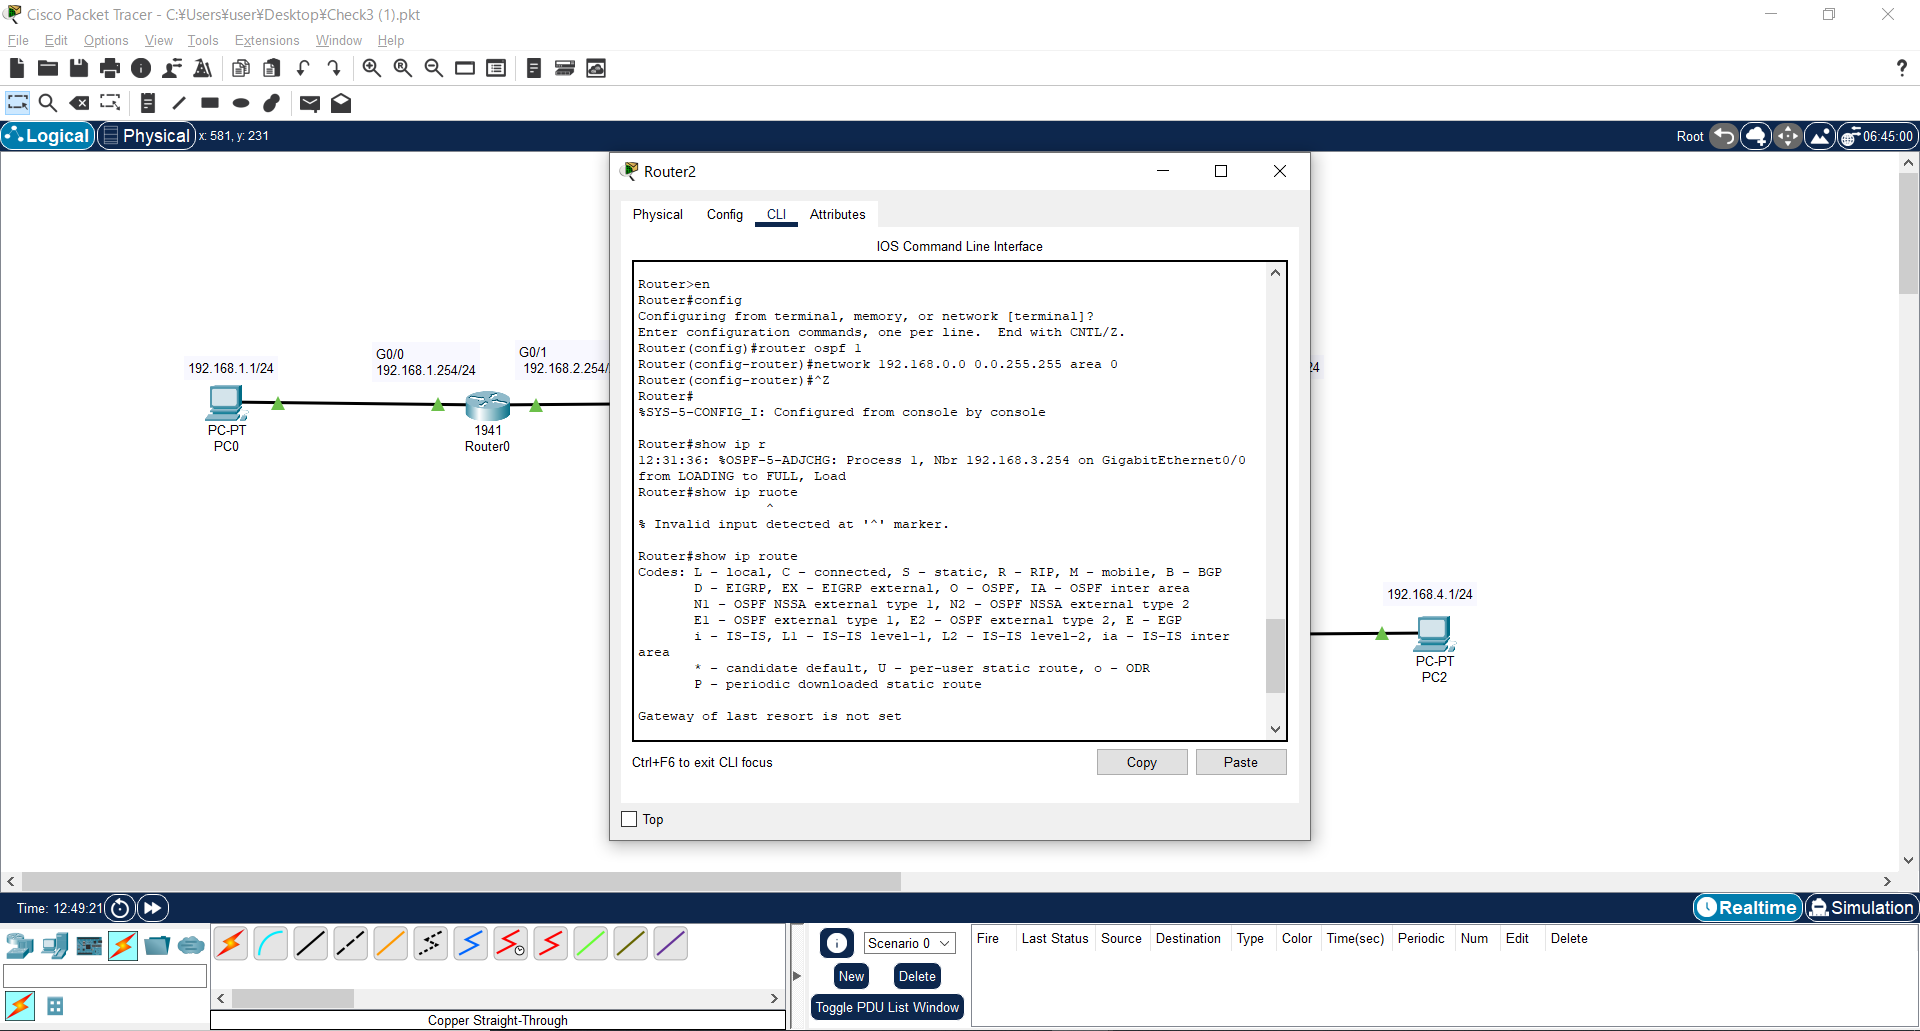 Cisco Packet Tracer - C:¥Users¥user¥Desktop¥Check3 (1).pkt
File Edit Options View Tools Extensions Window Help
?
Logical Physical x: 581, y: 231
Root 06:45:00
Router2
Physical Config CLI Attributes
IOS Command Line Interface
Router>en
Router#config
Configuring from terminal, memory, or network [terminal]?
Enter configuration commands, one per line.  End with CNTL/Z.
Router(config)#router ospf 1
Router(config-router)#network 192.168.0.0 0.0.255.255 area 0
Router(config-router)#^Z
Router#
%SYS-5-CONFIG_I: Configured from console by console
Router#show ip r
12:31:36: %OSPF-5-ADJCHG: Process 1, Nbr 192.168.3.254 on GigabitEthernet0/0
from LOADING to FULL, Load
Router#show ip ruote
^
% Invalid input detected at '^' marker.
Router#show ip route
Codes: L - local, C - connected, S - static, R - RIP, M - mobile, B - BGP
D - EIGRP, EX - EIGRP external, O - OSPF, IA - OSPF inter area
N1 - OSPF NSSA external type 1, N2 - OSPF NSSA external type 2
E1 - OSPF external type 1, E2 - OSPF external type 2, E - EGP
i - IS-IS, L1 - IS-IS level-1, L2 - IS-IS level-2, ia - IS-IS inter
area
* - candidate default, U - per-user static route, o - ODR
P - periodic downloaded static route
Gateway of last resort is not set
Ctrl+F6 to exit CLI focus
Copy Paste
Top
192.168.1.1/24
G0/0
192.168.1.254/24
G0/1
192.168.2.254/
PC-PT
PC0
1941
Router0
24
192.168.4.1/24
PC-PT
PC2
Time: 12:49:21
Realtime Simulation
Copper Straight-Through
Scenario 0
New Delete
Toggle PDU List Window
Fire Last Status Source Destination Type Color Time(sec) Periodic Num Edit Delete